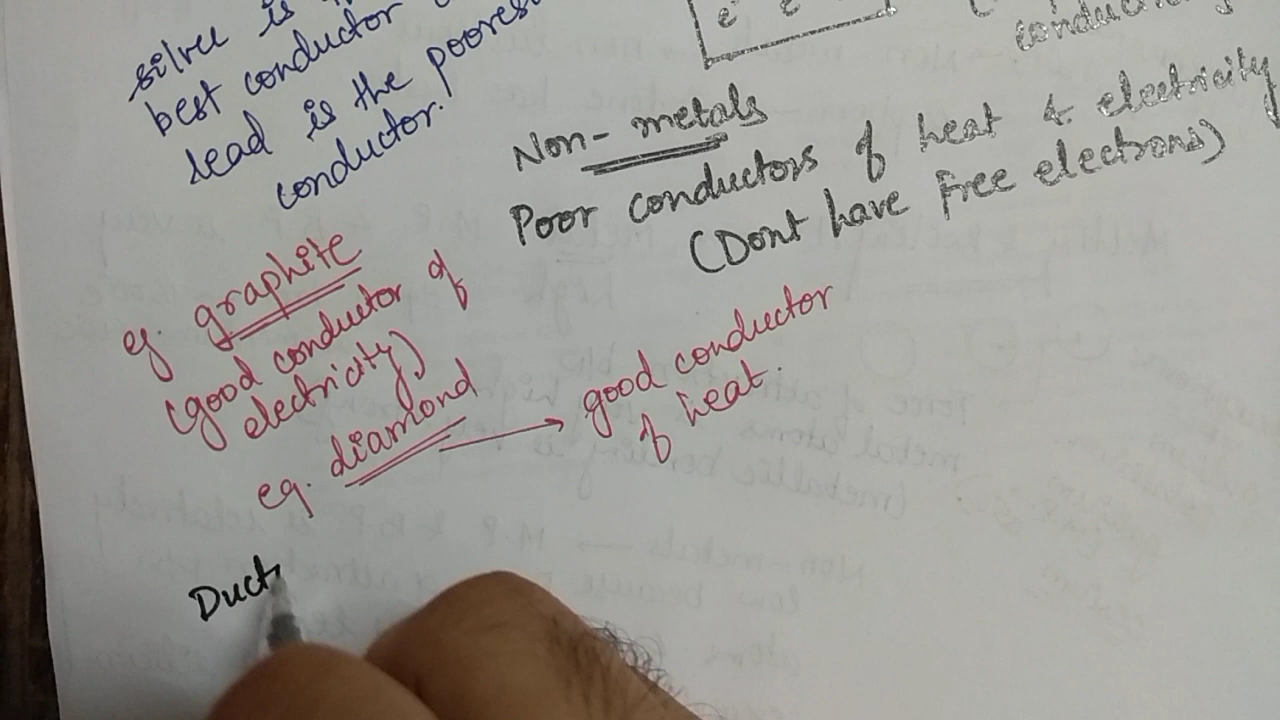 silver is
best conductor
lead is the poorest
conductor.
e⁻ e
conducting
Non-metals
Poor conductors of heat & electricity
(Dont have free electrons)
eg. graphite
(good conductor of
electricity)
eg. diamond → good conductor
of heat.
Duct